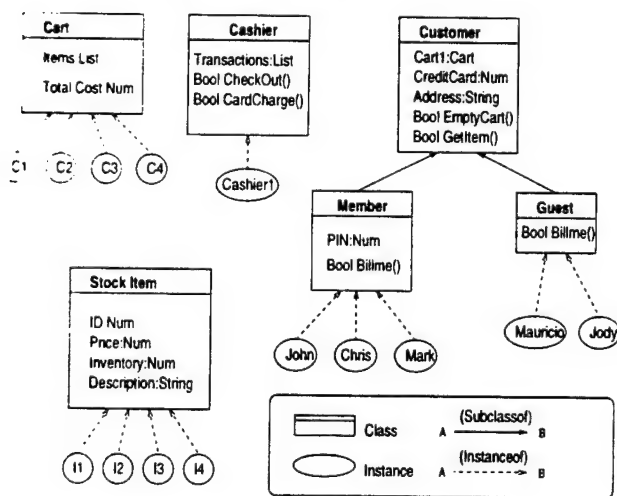 Cart
Items List
Total Cost Num
C1
C2
C3
C4
Cashier
Transactions:List
Bool CheckOut()
Bool CardCharge()
Cashier1
Customer
Cart1:Cart
CreditCard:Num
Address:String
Bool EmptyCart()
Bool GetItem()
Member
PIN:Num
Bool Billme()
John
Chris
Mark
Guest
Bool Billme()
Mauricio
Jody
Stock Item
ID Num
Price:Num
Inventory:Num
Description:String
I1
I2
I3
I4
Class
A (Subclassof) B
Instance
A (Instanceof) B